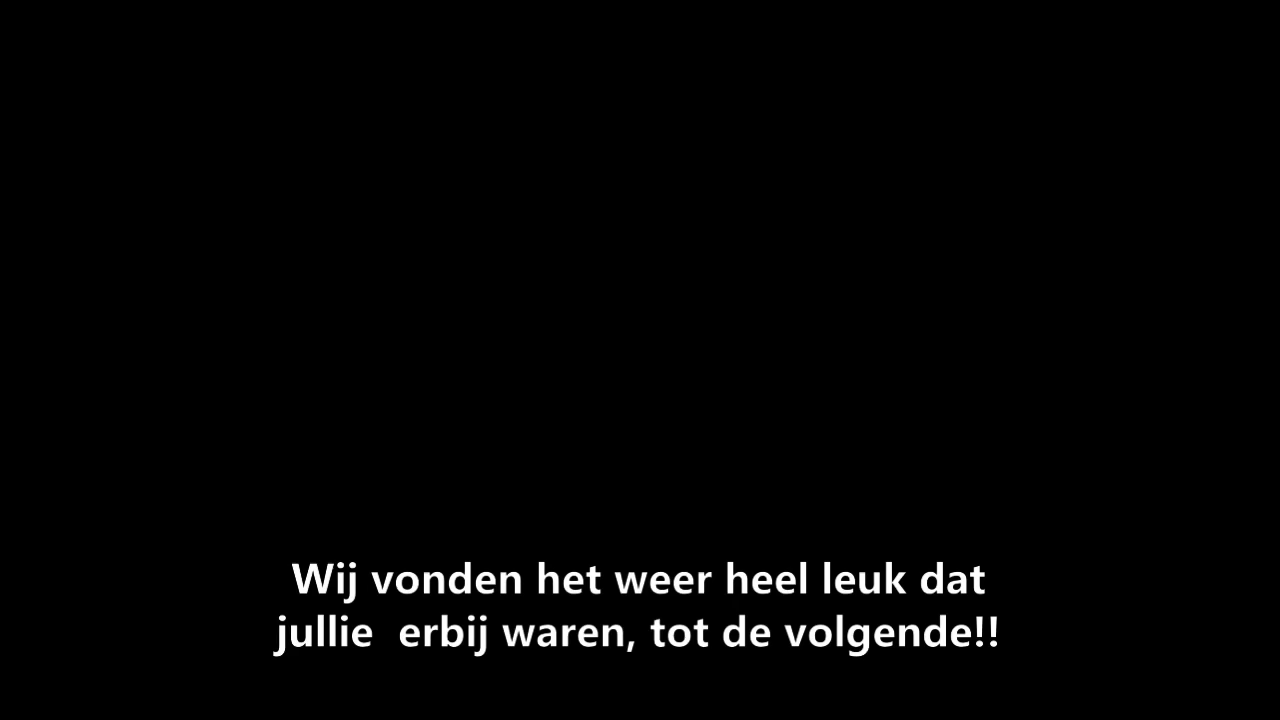 Wij vonden het weer heel leuk dat
jullie  erbij waren, tot de volgende!!